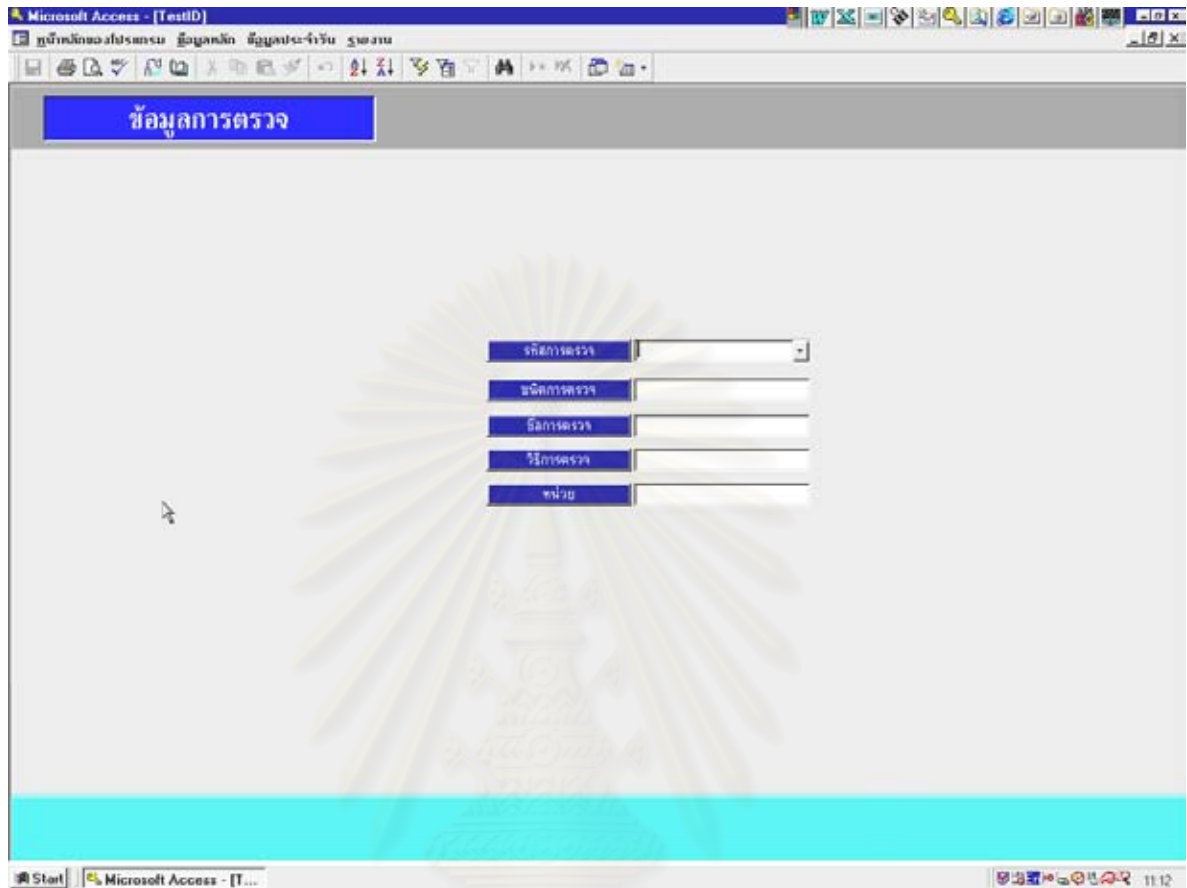 Microsoft Access - [TestID]
หน้าหลักของโปรแกรม ข้อมูลหลัก ข้อมูลประจำวัน รายงาน
ข้อมูลการตรวจ
รหัสการตรวจ
ชนิดการตรวจ
ชื่อการตรวจ
วิธีการตรวจ
หน่วย
Start Microsoft Access - [T... 11:12